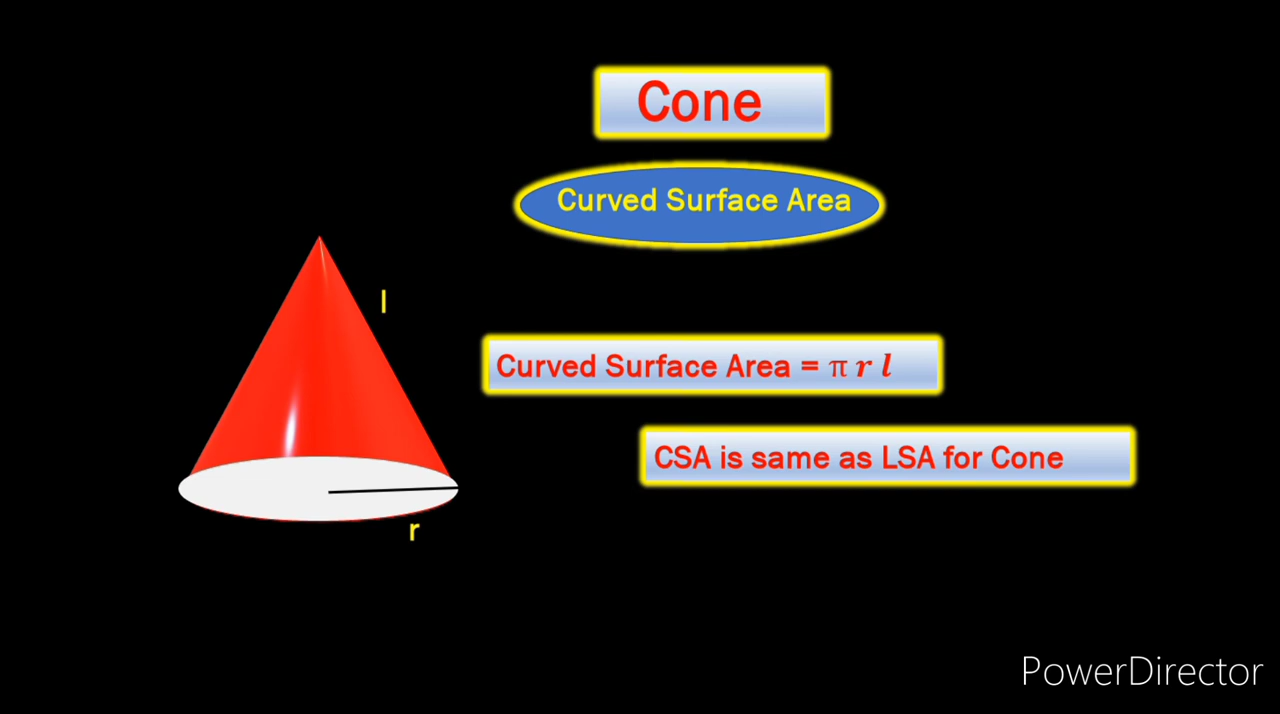 Cone
Curved Surface Area
l
Curved Surface Area = π r l
CSA is same as LSA for Cone
r
PowerDirector